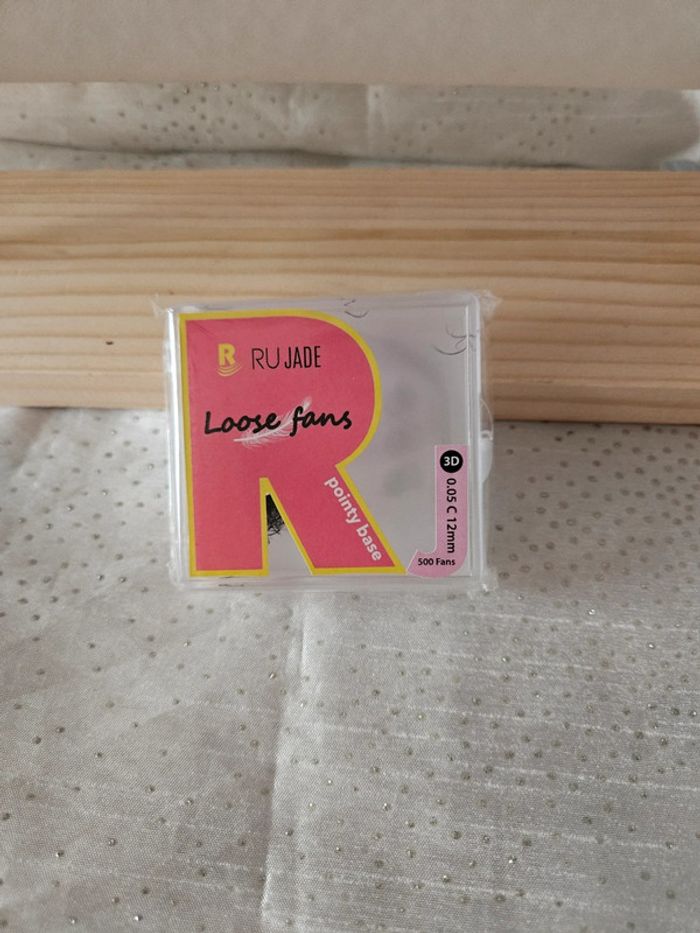 R RU JADE
Loose fans
pointy base
3D
0.05 C 12mm
500 Fans